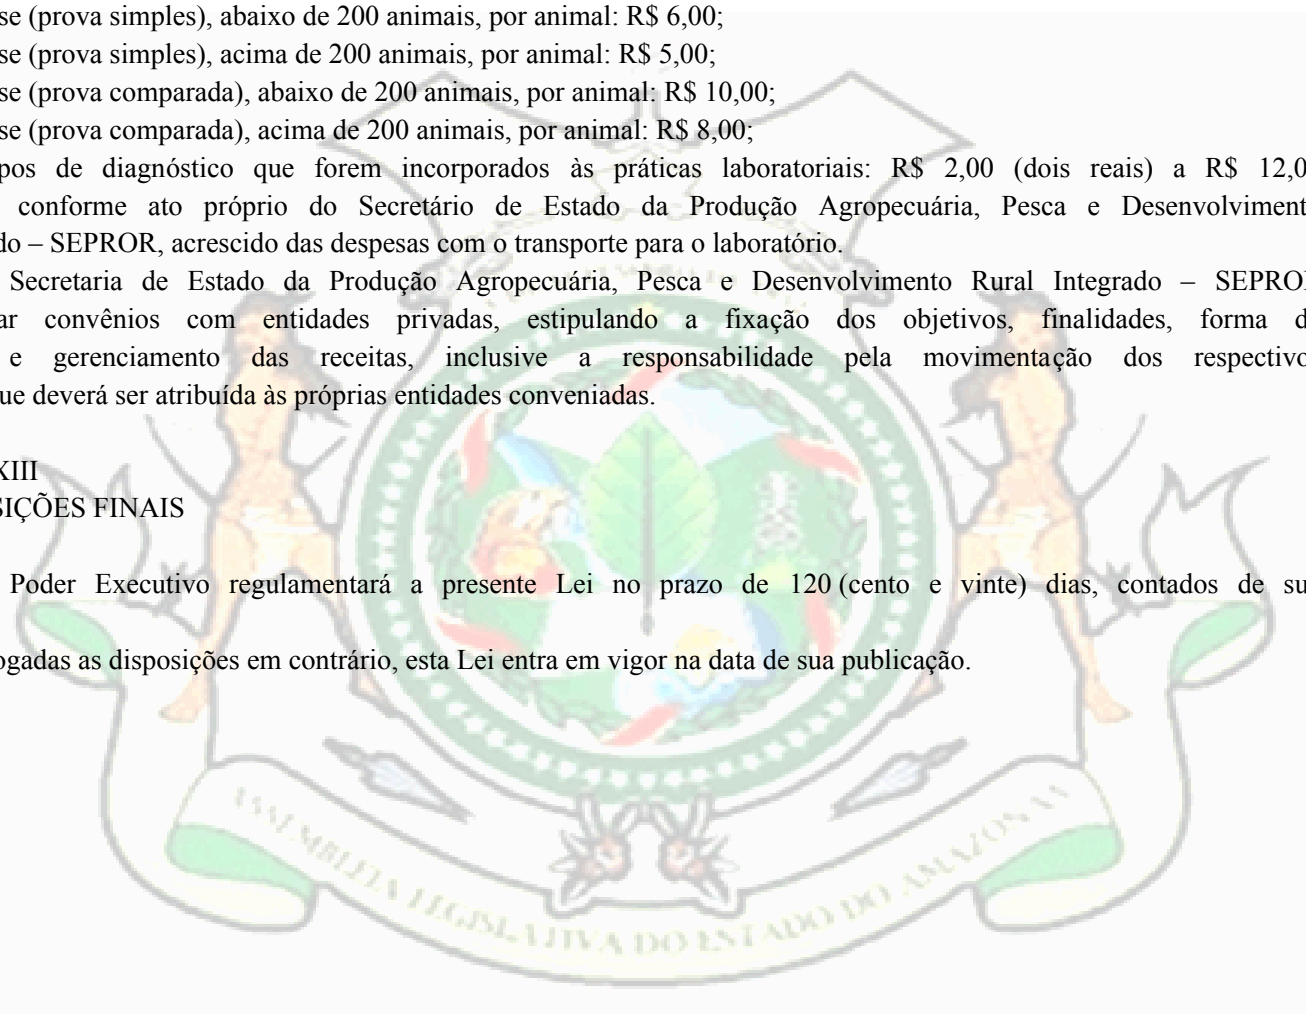 se (prova simples), abaixo de 200 animais, por animal: R$ 6,00;
se (prova simples), acima de 200 animais, por animal: R$ 5,00;
se (prova comparada), abaixo de 200 animais, por animal: R$ 10,00;
se (prova comparada), acima de 200 animais, por animal: R$ 8,00;
pos de diagnóstico que forem incorporados às práticas laboratoriais: R$ 2,00 (dois reais) a R$ 12,0
conforme ato próprio do Secretário de Estado da Produção Agropecuária, Pesca e Desenvolviment
do – SEPROR, acrescido das despesas com o transporte para o laboratório.
Secretaria de Estado da Produção Agropecuária, Pesca e Desenvolvimento Rural Integrado – SEPROR
ar convênios com entidades privadas, estipulando a fixação dos objetivos, finalidades, forma d
e gerenciamento das receitas, inclusive a responsabilidade pela movimentação dos respectivo
ue deverá ser atribuída às próprias entidades conveniadas.
XIII
SIÇÕES FINAIS
Poder Executivo regulamentará a presente Lei no prazo de 120 (cento e vinte) dias, contados de su
ogadas as disposições em contrário, esta Lei entra em vigor na data de sua publicação.
ASSEMBLEIA LEGISLATIVA DO ESTADO DO AMAZONAS